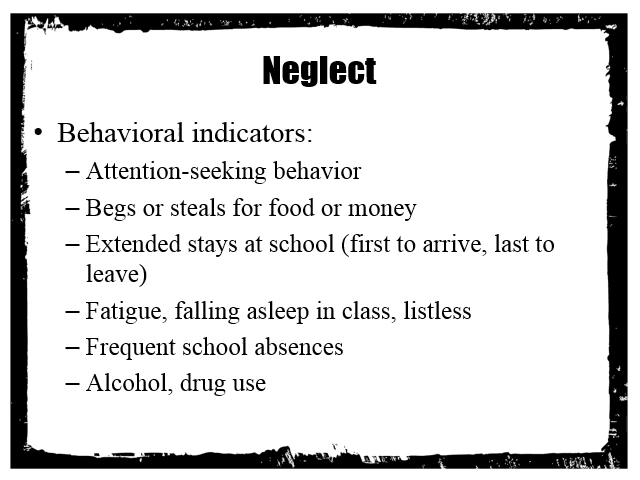 Neglect
• Behavioral indicators:
– Attention-seeking behavior
– Begs or steals for food or money
– Extended stays at school (first to arrive, last to
leave)
– Fatigue, falling asleep in class, listless
– Frequent school absences
– Alcohol, drug use